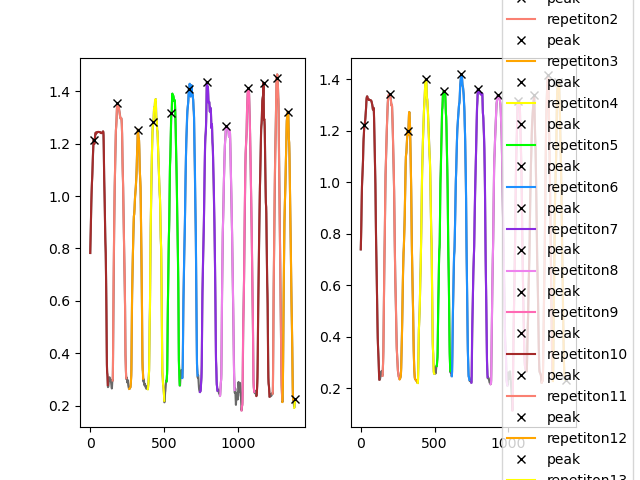 peak
repetiton2
peak
repetiton3
peak
repetiton4
peak
repetiton5
peak
repetiton6
peak
repetiton7
peak
repetiton8
peak
repetiton9
peak
repetiton10
peak
repetiton11
peak
repetiton12
peak
repetiton13
1.4
1.2
1.0
0.8
0.6
0.4
0.2
0
500
1000
1.4
1.2
1.0
0.8
0.6
0.4
0.2
0
500
1000